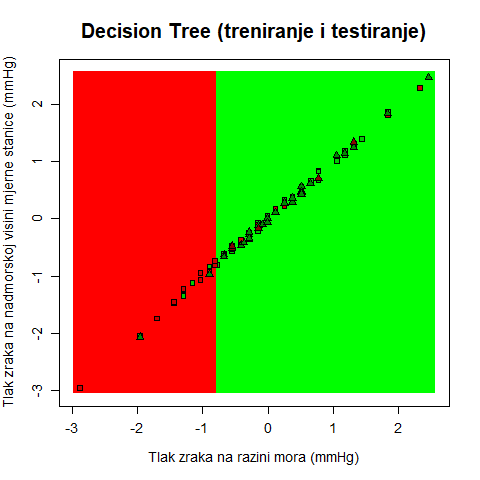 Decision Tree (treniranje i testiranje)
Tlak zraka na nadmorskoj visini mjerne stanice (mmHg)
2
1
0
-1
-2
-3
-3 -2 -1 0 1 2
Tlak zraka na razini mora (mmHg)